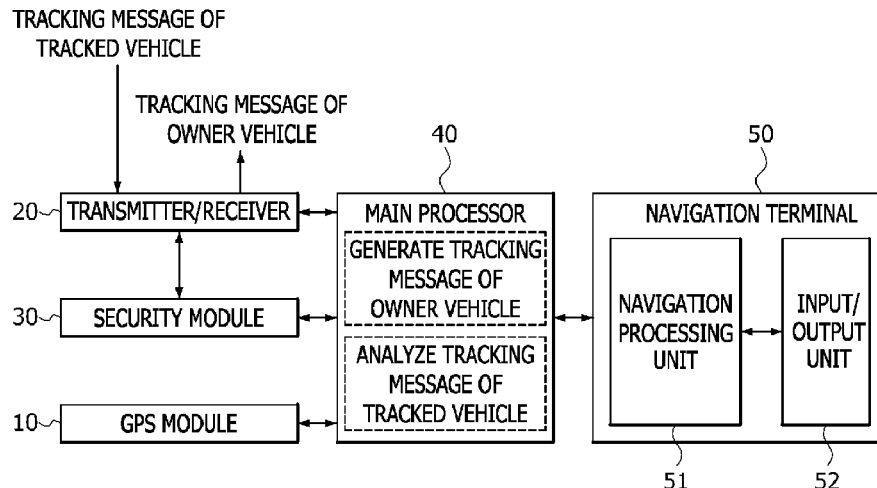 TRACKING MESSAGE OF
TRACKED VEHICLE
TRACKING MESSAGE OF
OWNER VEHICLE
40
50
20
TRANSMITTER/RECEIVER
MAIN PROCESSOR
NAVIGATION TERMINAL
GENERATE TRACKING
MESSAGE OF
OWNER VEHICLE
30
SECURITY MODULE
NAVIGATION
PROCESSING
UNIT
INPUT/
OUTPUT
UNIT
ANALYZE TRACKING
MESSAGE OF
TRACKED VEHICLE
10
GPS MODULE
51
52